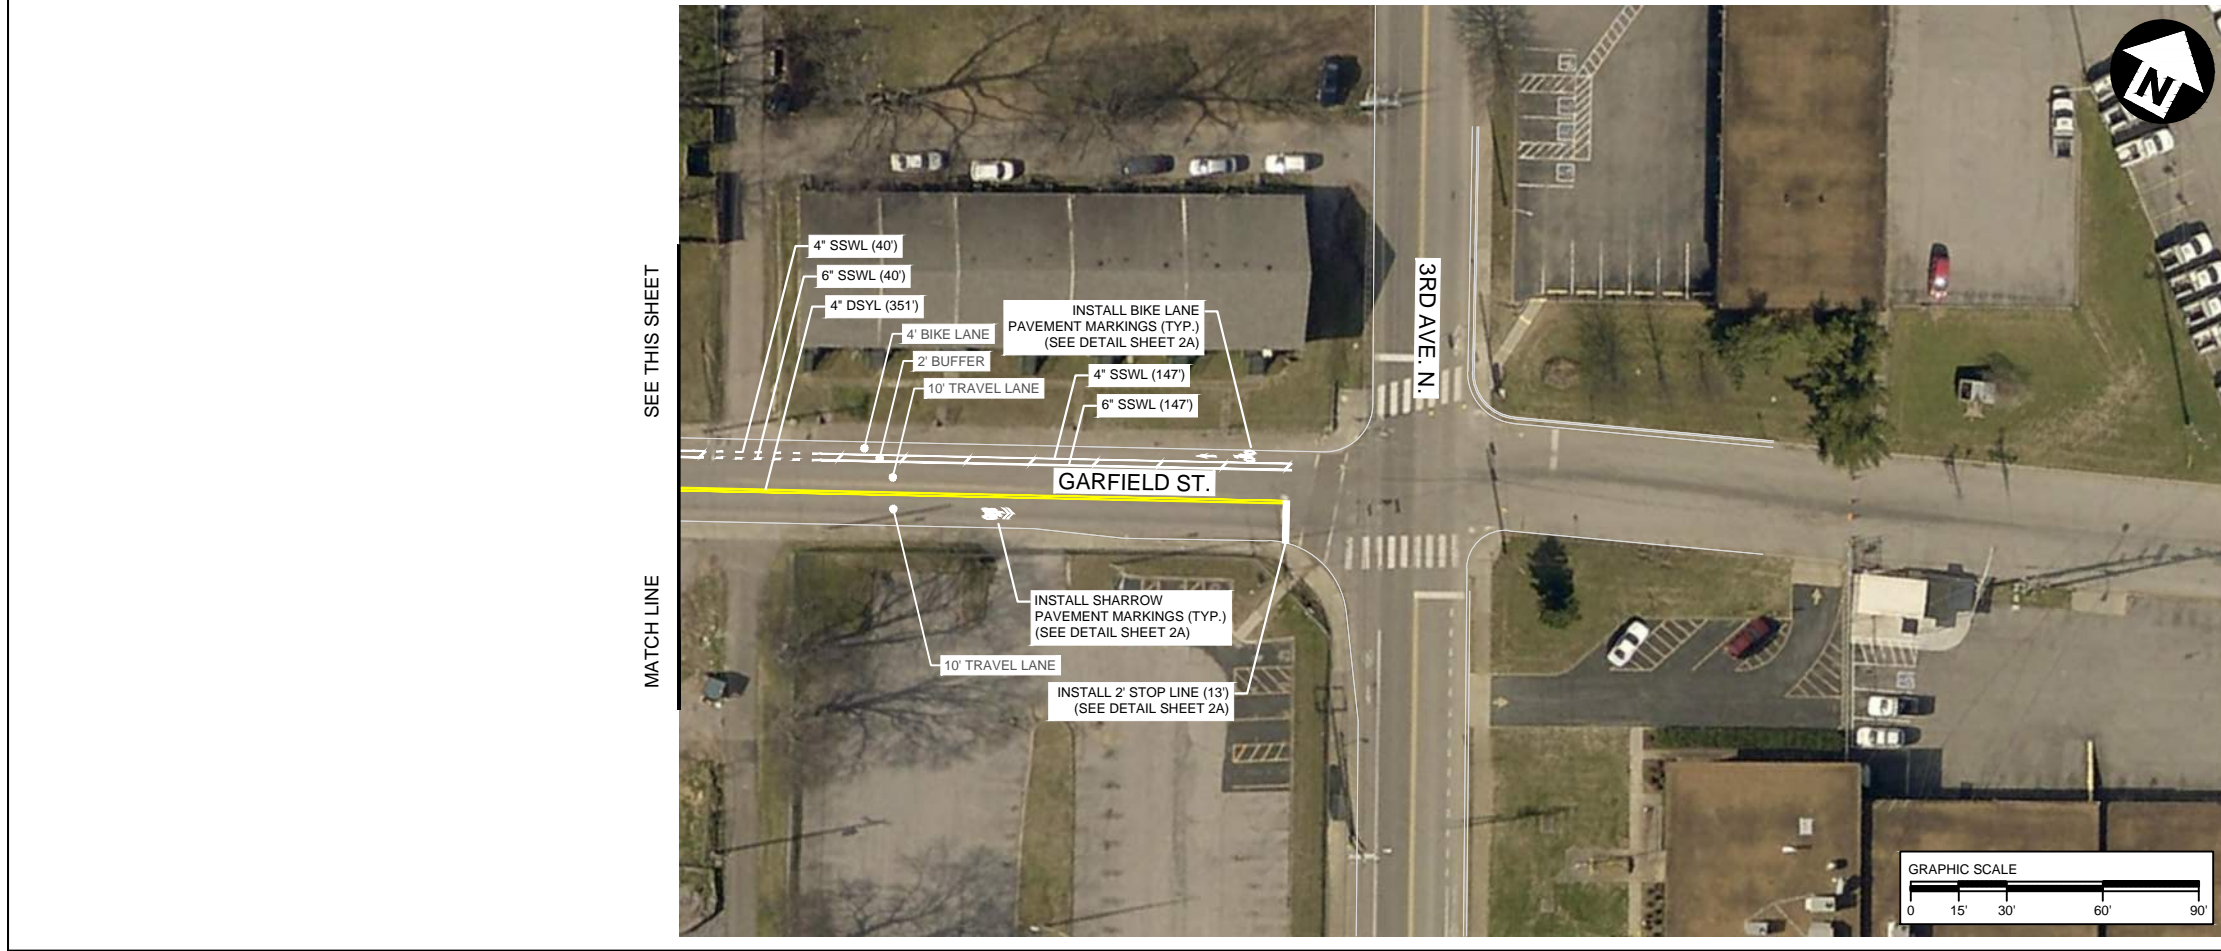 N
4" SSWL (40')
6" SSWL (40')
4" DSYL (351')
4' BIKE LANE
2' BUFFER
10' TRAVEL LANE
INSTALL BIKE LANE
PAVEMENT MARKINGS (TYP.)
(SEE DETAIL SHEET 2A)
4" SSWL (147')
6" SSWL (147')
3RD AVE. N.
SEE THIS SHEET
MATCH LINE
GARFIELD ST.
INSTALL SHARROW
PAVEMENT MARKINGS (TYP.)
(SEE DETAIL SHEET 2A)
10' TRAVEL LANE
INSTALL 2' STOP LINE (13')
(SEE DETAIL SHEET 2A)
GRAPHIC SCALE
0 15' 30' 60' 90'